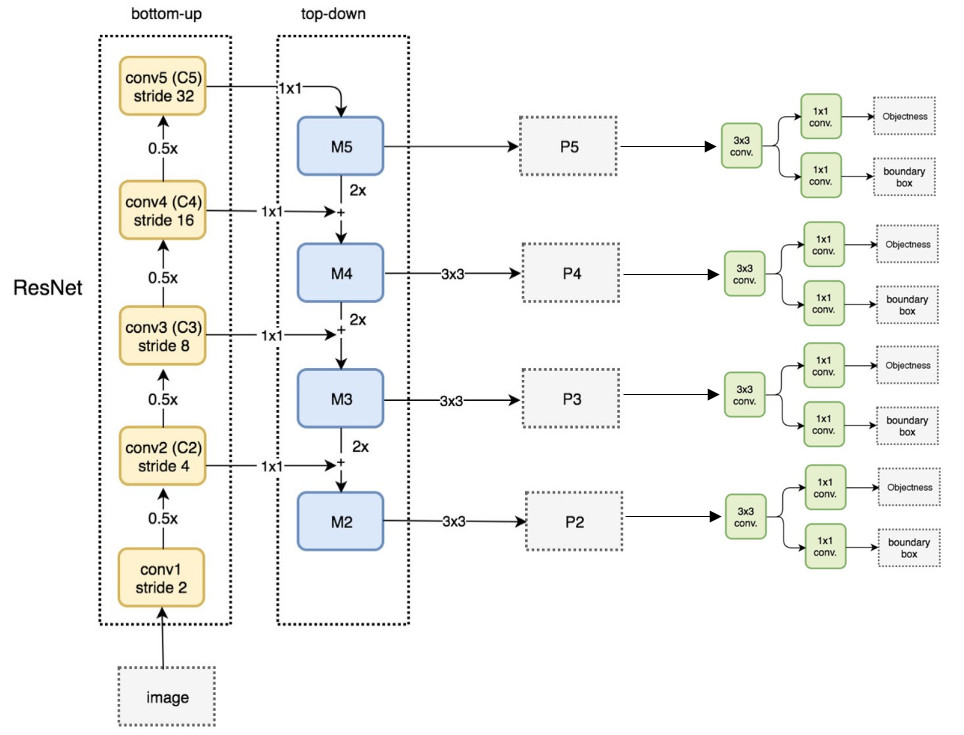 bottom-up
top-down
conv5 (C5)
stride 32
1x1
M5
P5
3x3
conv.
1x1
conv.
Objectness
1x1
conv.
boundary
box
0.5x
2x
conv4 (C4)
stride 16
1x1
+
M4
3x3
P4
3x3
conv.
1x1
conv.
Objectness
1x1
conv.
boundary
box
ResNet
0.5x
2x
conv3 (C3)
stride 8
1x1
+
M3
3x3
P3
3x3
conv.
1x1
conv.
Objectness
1x1
conv.
boundary
box
0.5x
2x
conv2 (C2)
stride 4
1x1
+
M2
3x3
P2
3x3
conv.
1x1
conv.
Objectness
1x1
conv.
boundary
box
0.5x
conv1
stride 2
image